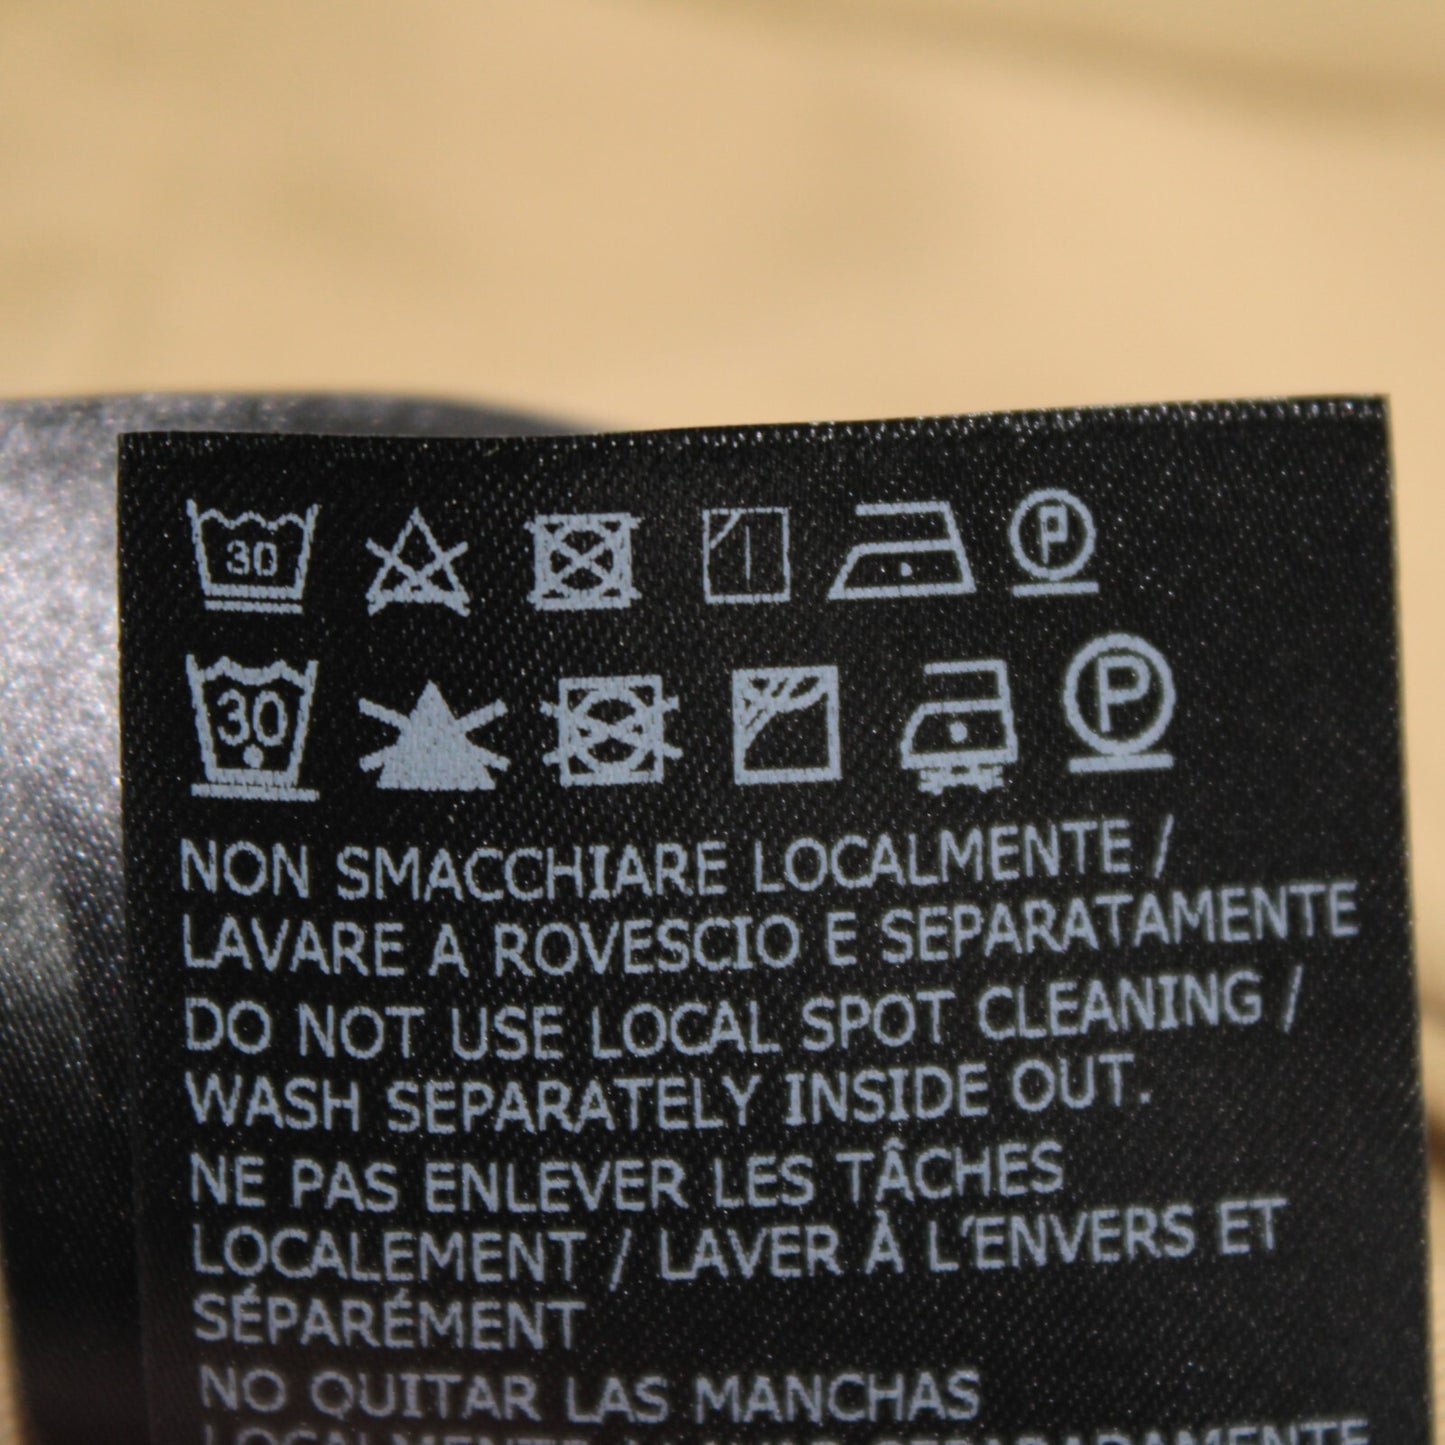 30 P
30 P
NON SMACCHIARE LOCALMENTE /
LAVARE A ROVESCIO E SEPARATAMENTE
DO NOT USE LOCAL SPOT CLEANING /
WASH SEPARATELY INSIDE OUT.
NE PAS ENLEVER LES TÂCHES
LOCALEMENT / LAVER À L'ENVERS ET
SÉPARÉMENT
NO QUITAR LAS MANCHAS